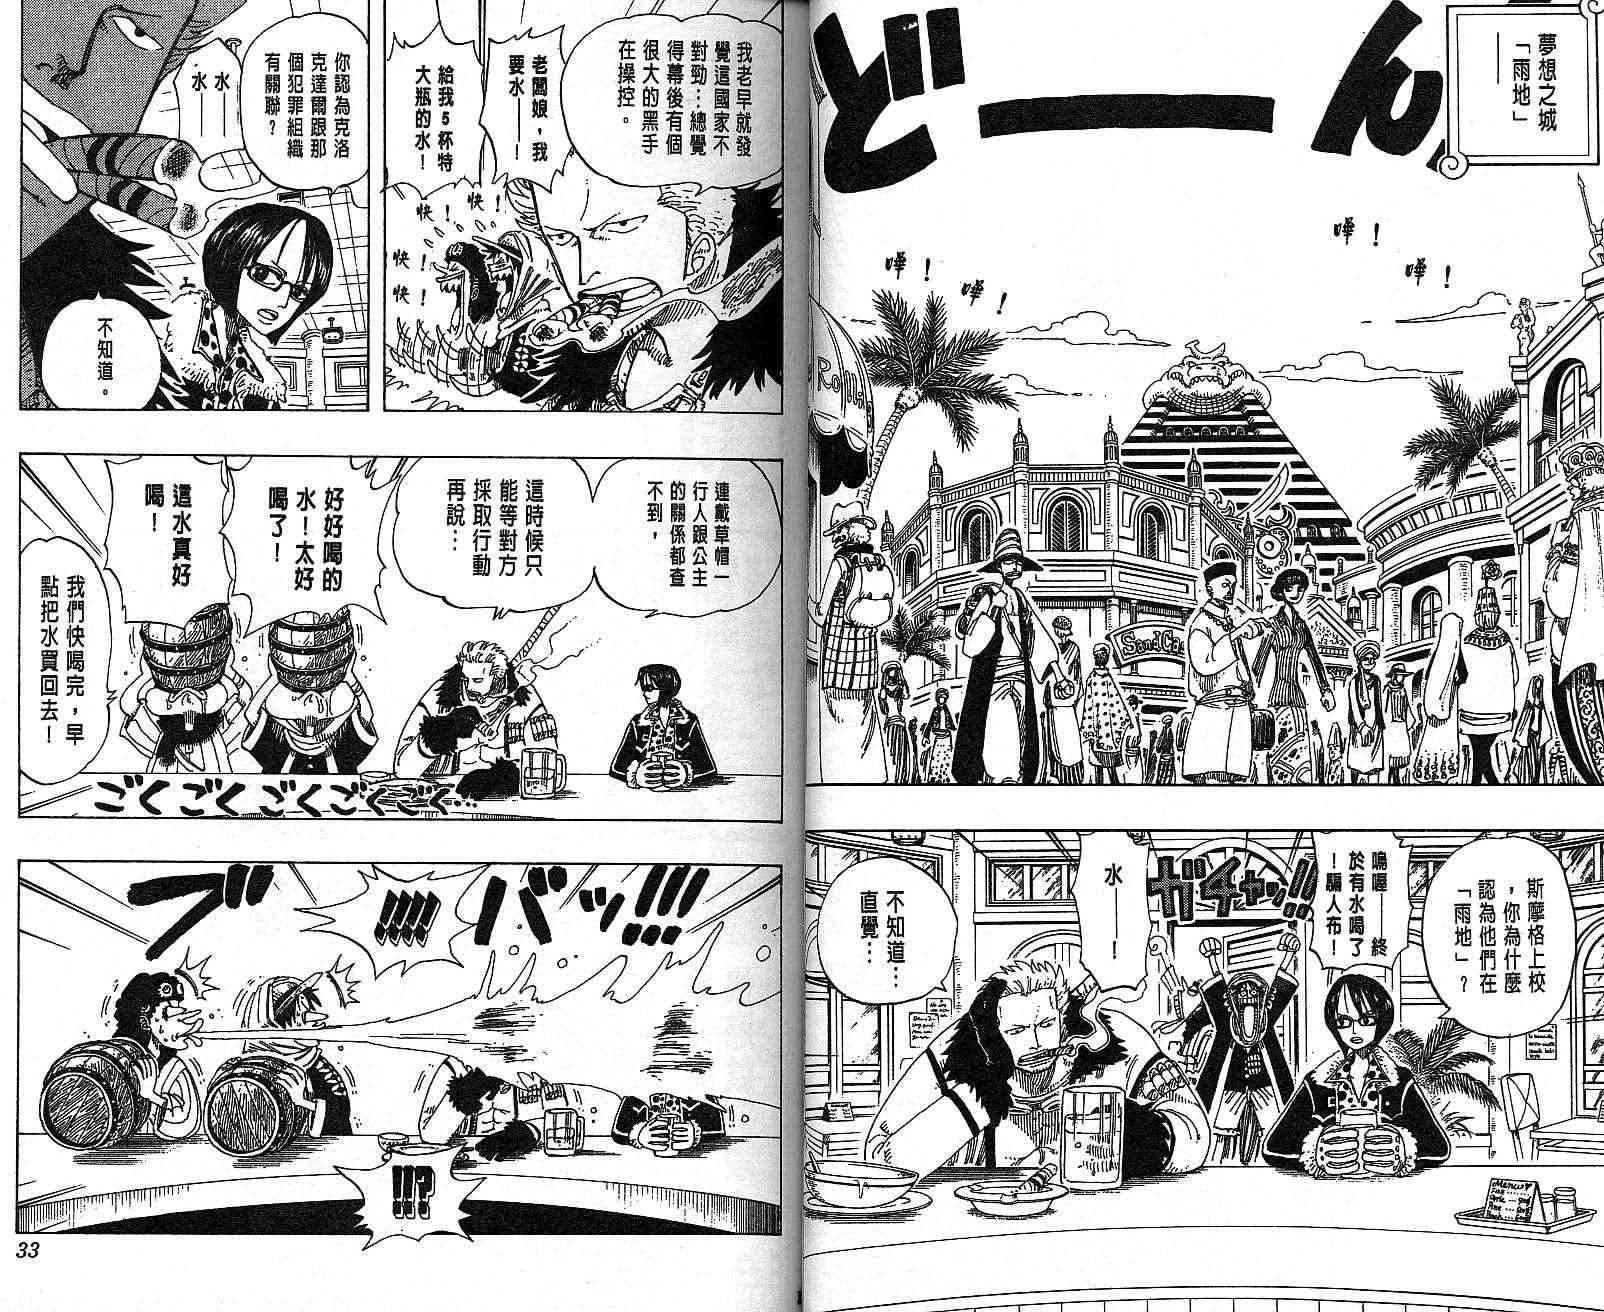 夢想之城
「雨地」
——
どーん
嘩！
嘩！
嘩！
嘩！
Sand Cas
斯摩格上校
，你為什麼
認為他們在
「雨地」？
嗚喔——終
於有水喝了
！騙人布！
ガチャッ!!
水——！
不知道…
直覺…
Menu
我老早就發
覺這國家不
對勁…總覺
得幕後有個
很大的黑手
在操控。
老闆娘，我
要水——！
給我5杯特
大瓶的水！
快！
快！
快！
快！
你認為克洛
克達爾跟那
個犯罪組織
有關聯？
水——
水——
不知道。
連戴草帽一
行人跟公主
的關係都查
不到，
這時候只
能等對方
採取行動
再說…
好好喝的
水！太好
喝了！
這水真好
喝！
我們快喝完，早
點把水買回去！
ごくごくごくごくごく
バッ!!!
!!!!!
ブ
!!?
33